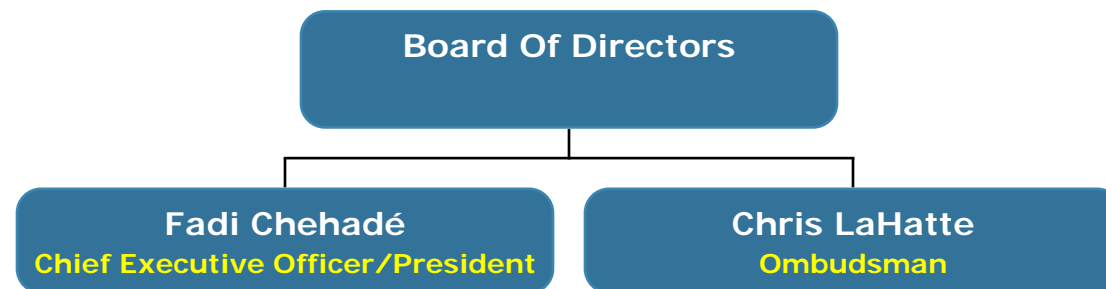 Board Of Directors
Fadi Chehadé
Chief Executive Officer/President
Chris LaHatte
Ombudsman